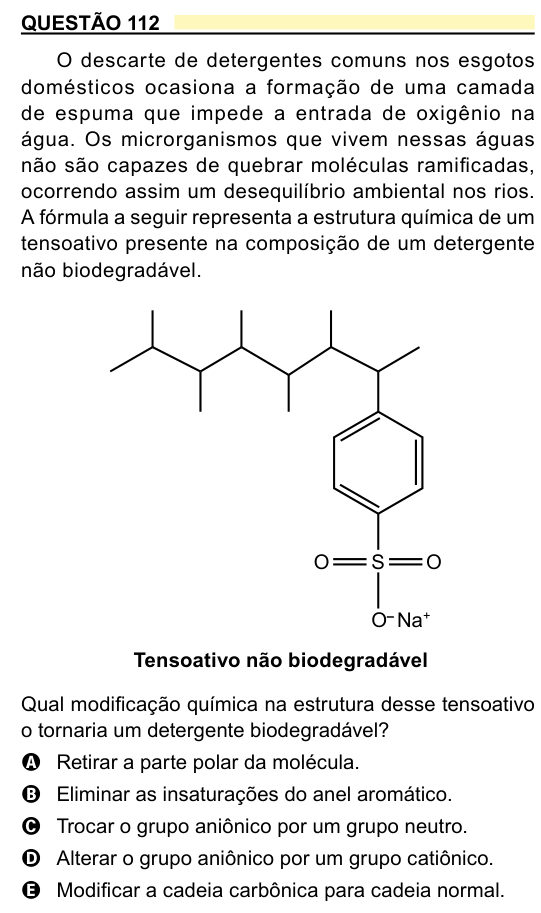 QUESTÃO 112
O descarte de detergentes comuns nos esgotos
domésticos ocasiona a formação de uma camada
de espuma que impede a entrada de oxigênio na
água. Os microrganismos que vivem nessas águas
não são capazes de quebrar moléculas ramificadas,
ocorrendo assim um desequilíbrio ambiental nos rios.
A fórmula a seguir representa a estrutura química de um
tensoativo presente na composição de um detergente
não biodegradável.
O S O
O⁻ Na⁺
Tensoativo não biodegradável
Qual modificação química na estrutura desse tensoativo
o tornaria um detergente biodegradável?
A Retirar a parte polar da molécula.
B Eliminar as insaturações do anel aromático.
C Trocar o grupo aniônico por um grupo neutro.
D Alterar o grupo aniônico por um grupo catiônico.
E Modificar a cadeia carbônica para cadeia normal.